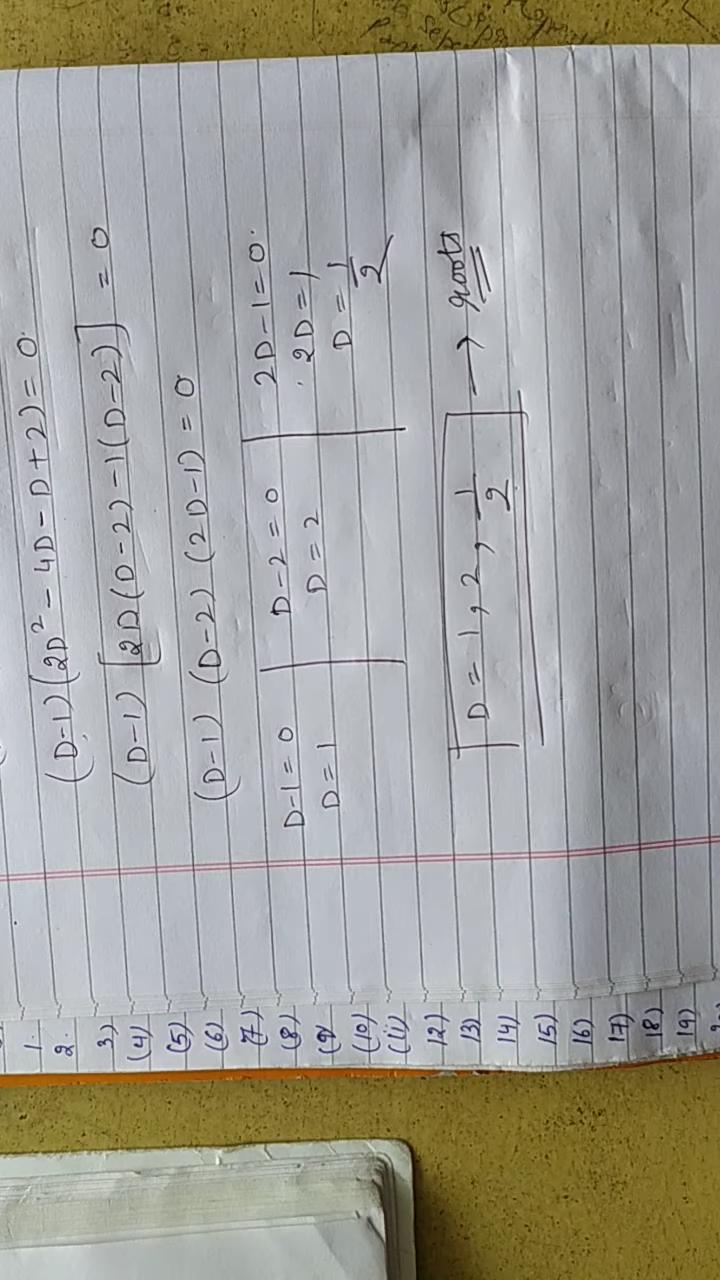 (D-1)(2D² - 4D - D + 2) = 0.
(D-1) [2D(D-2) -1(D-2)] = 0
(D-1) (D-2) (2D-1) = 0
D-1 = 0 | D-2 = 0 | 2D-1 = 0.
D = 1 | D = 2 | . 2D = 1
D = 1/2
D = 1, 2, 1/2 → roots
1.
2.
3)
(4)
(5)
(6)
(7)
(8)
(9)
(10)
(11)
12)
13)
14)
15)
16)
17)
18)
19)